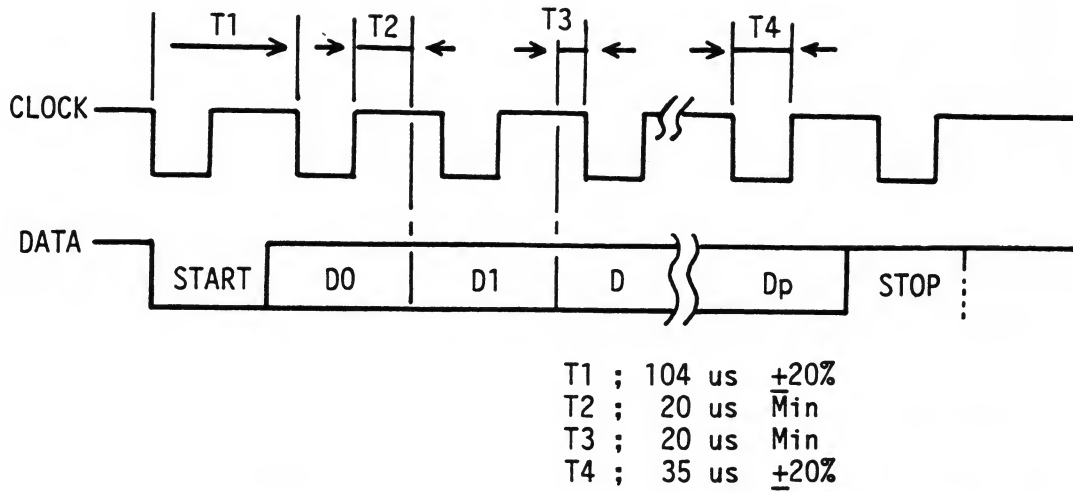 T1 T2 T3 T4
CLOCK
DATA START D0 D1 D Dp STOP
T1 ; 104 us ±20%
T2 ; 20 us Min
T3 ; 20 us Min
T4 ; 35 us ±20%